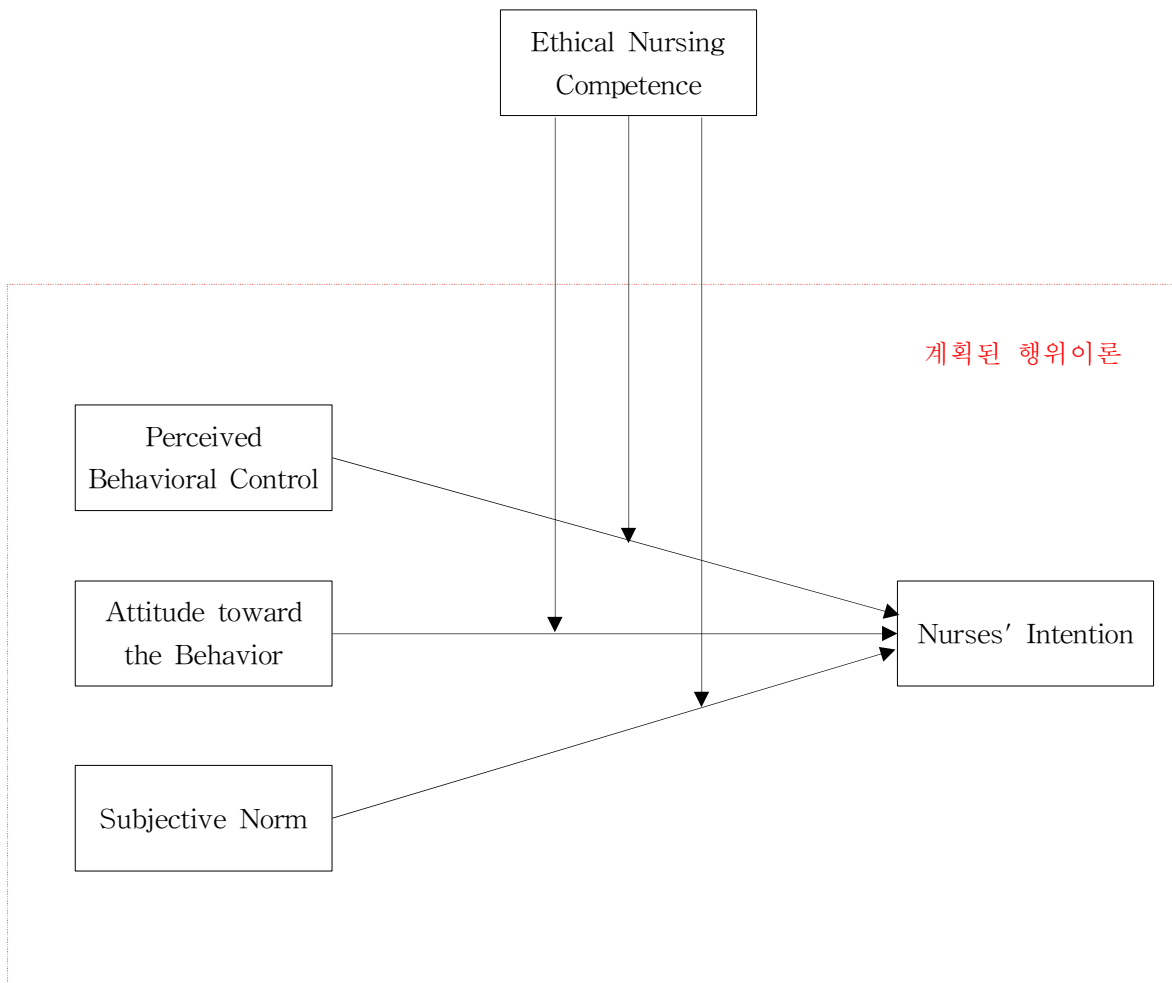 Ethical Nursing
Competence
계획된 행위이론
Perceived
Behavioral Control
Attitude toward
the Behavior
Nurses' Intention
Subjective Norm